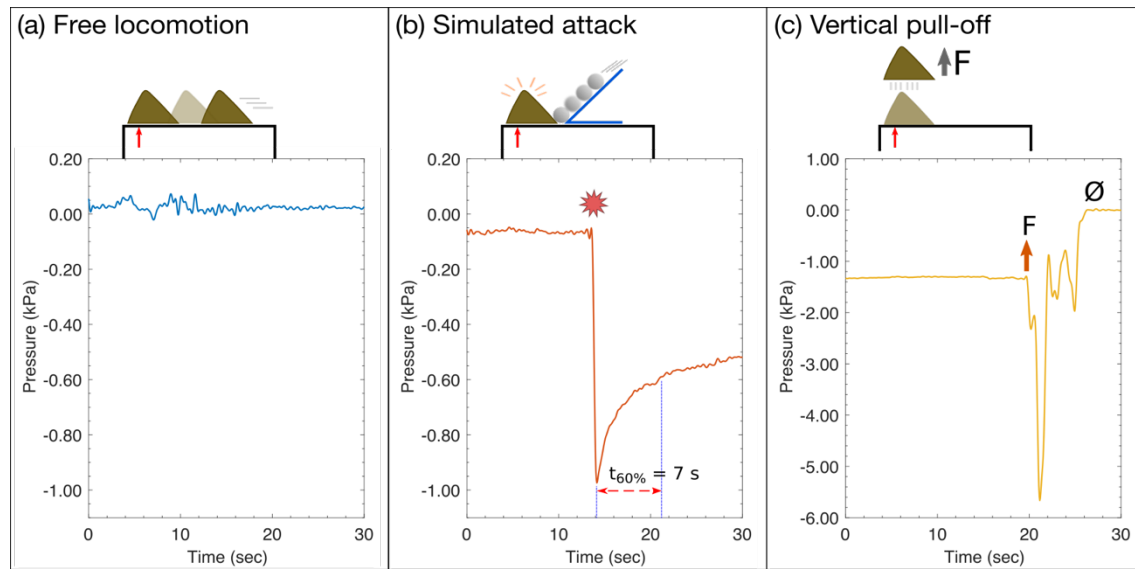 (a) Free locomotion
0.20
0.00
-0.20
-0.40
-0.60
-0.80
-1.00
Pressure (kPa)
0 10 20 30
Time (sec)
(b) Simulated attack
0.20
0.00
-0.20
-0.40
-0.60
-0.80
-1.00
Pressure (kPa)
t60% = 7 s
0 10 20 30
Time (sec)
(c) Vertical pull-off
F
1.00
0.00
-1.00
-2.00
-3.00
-4.00
-5.00
-6.00
Pressure (kPa)
F
Ø
0 10 20 30
Time (sec)